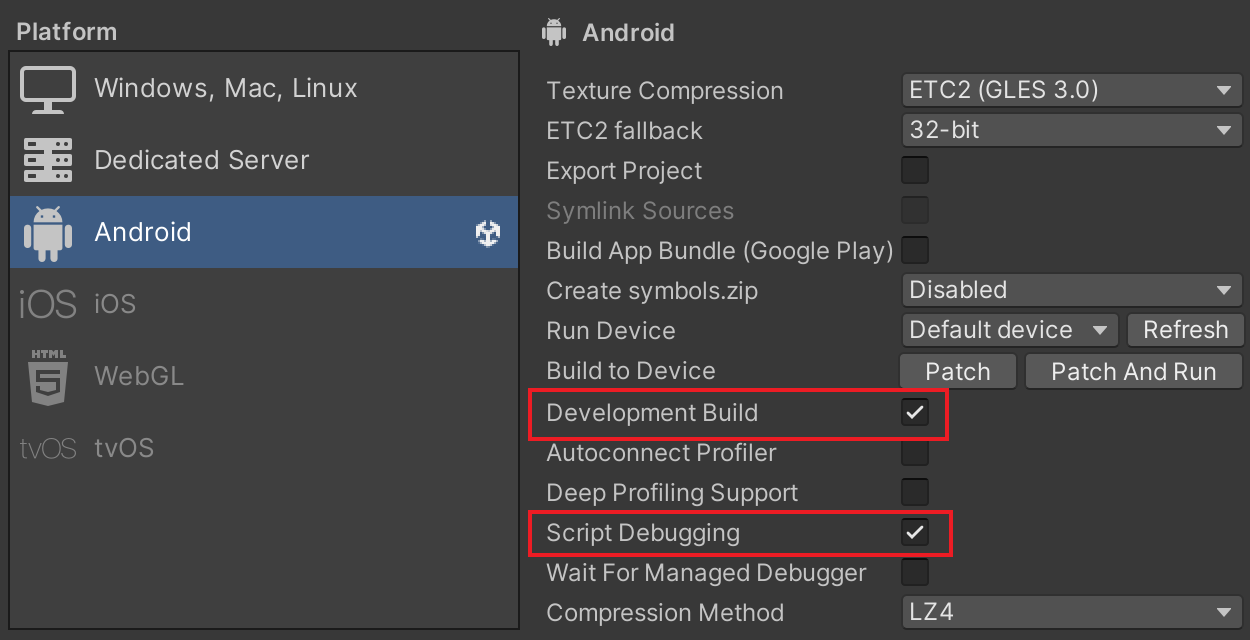 Platform
Windows, Mac, Linux
Dedicated Server
Android
iOS iOS
HTML
5 WebGL
tvOS tvOS
Android
Texture Compression ETC2 (GLES 3.0)
ETC2 fallback 32-bit
Export Project
Symlink Sources
Build App Bundle (Google Play)
Create symbols.zip Disabled
Run Device Default device Refresh
Build to Device Patch Patch And Run
Development Build
Autoconnect Profiler
Deep Profiling Support
Script Debugging
Wait For Managed Debugger
Compression Method LZ4